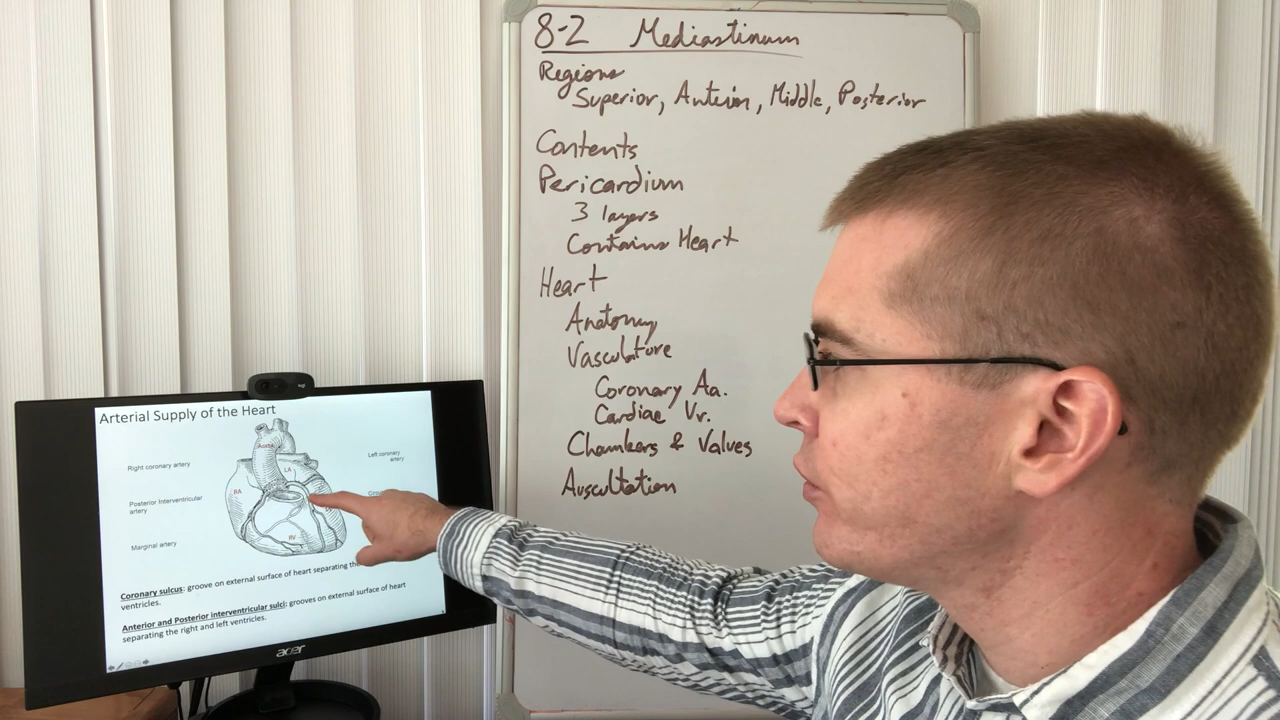 8-2 Mediastinum
Regions
Superior, Anterior, Middle, Posterior
Contents
Pericardium
3 layers
Contains Heart
Heart
Anatomy
Vasculature
Coronary Aa.
Cardiac Vv.
Chambers & Valves
Auscultation
Arterial Supply of the Heart
Aorta
Right coronary artery
Left coronary
artery
LA
RA
Posterior Interventricular
artery
RV
Marginal artery
Coronary sulcus: groove on external surface of heart separating the
ventricles.
Anterior and Posterior interventricular sulci: grooves on external surface of heart
separating the right and left ventricles.
acer